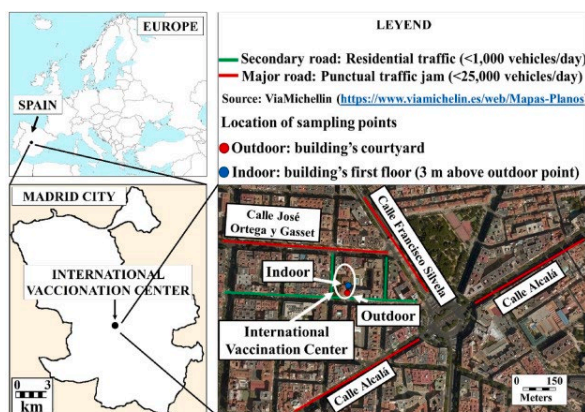 EUROPE
SPAIN
MADRID CITY
INTERNATIONAL
VACCIONATION CENTER
0 3
km
LEYEND
Secondary road: Residential traffic (<1,000 vehicles/day)
Major road: Punctual traffic jam (<25,000 vehicles/day)
Source: ViaMichellin (https://www.viamichelin.es/web/Mapas-Planos)
Location of sampling points
Outdoor: building's courtyard
Indoor: building's first floor (3 m above outdoor point)
Calle José
Ortega y Gasset
Calle Francisco Silvela
Calle Alcalá
Indoor
Outdoor
International
Vaccination Center
Calle Alcalá
0 150
Meters